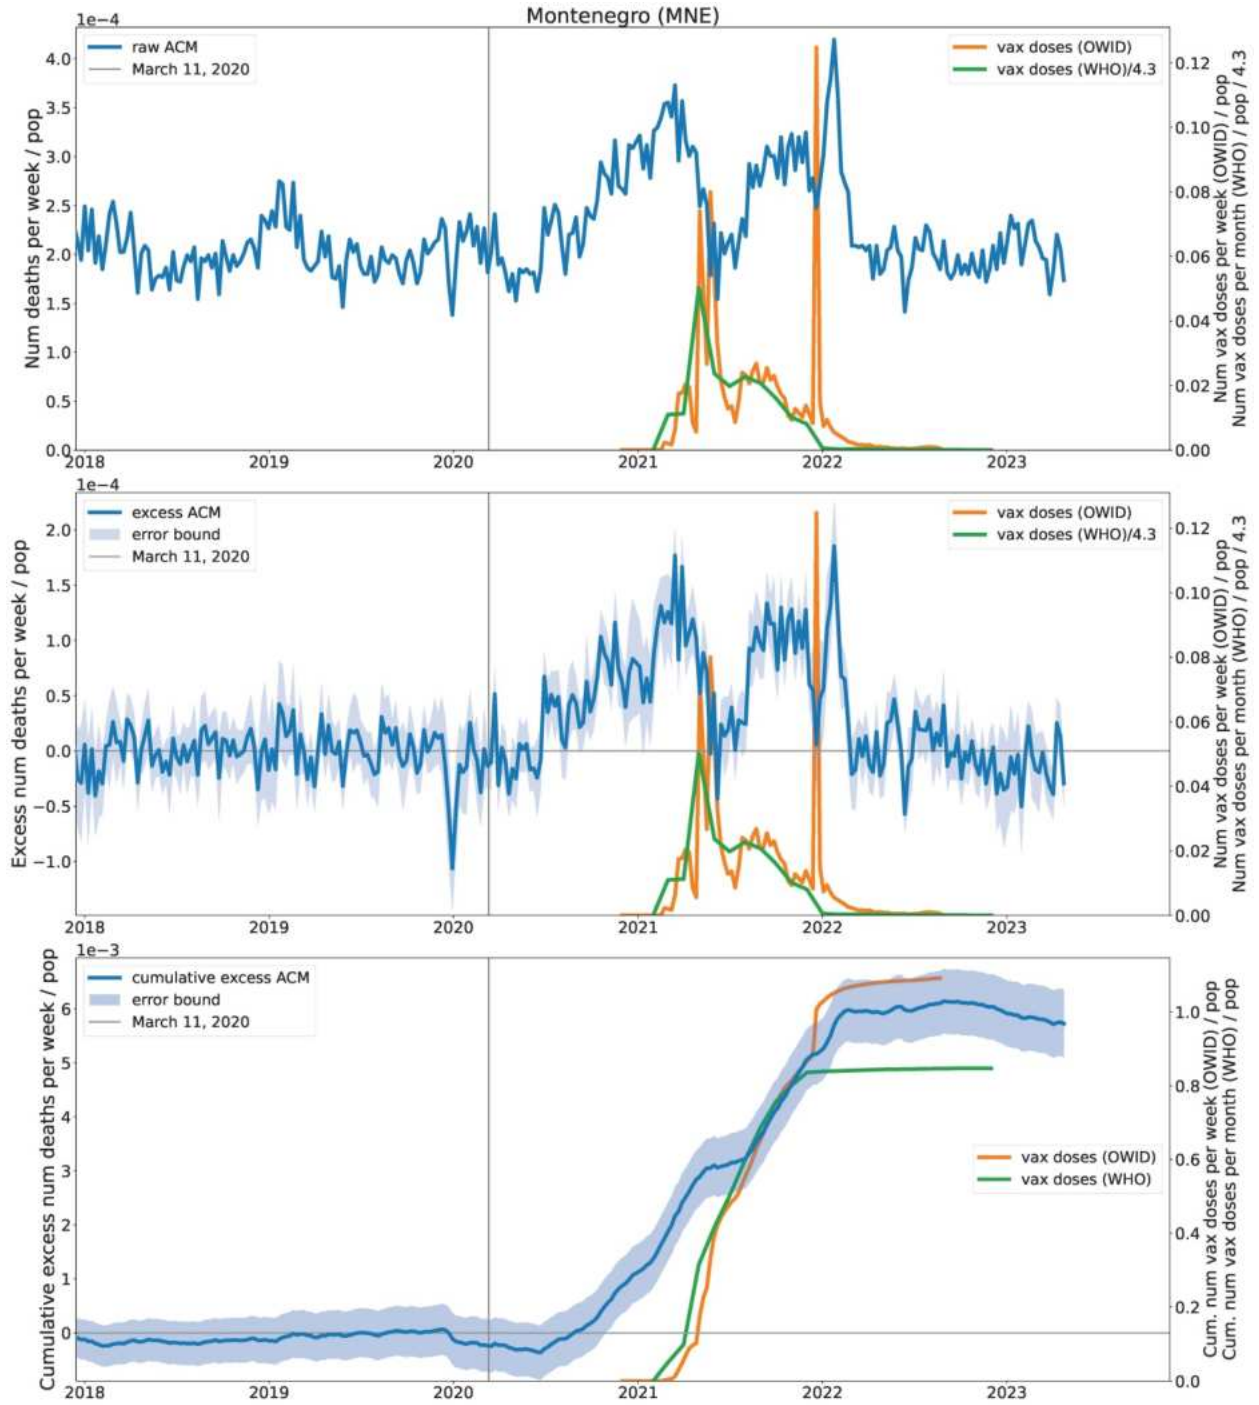 Montenegro (MNE)
1e−4
raw ACM
March 11, 2020
vax doses (OWID)
vax doses (WHO)/4.3
Num deaths per week / pop
4.0
3.5
3.0
2.5
2.0
1.5
1.0
0.5
0.0
0.12
0.10
0.08
0.06
0.04
0.02
0.00
Num vax doses per week (OWID) / pop
Num vax doses per month (WHO) / pop / 4.3
2018 2019 2020 2021 2022 2023
1e−4
excess ACM
error bound
March 11, 2020
vax doses (OWID)
vax doses (WHO)/4.3
Excess num deaths per week / pop
2.0
1.5
1.0
0.5
0.0
−0.5
−1.0
0.12
0.10
0.08
0.06
0.04
0.02
0.00
Num vax doses per week (OWID) / pop
Num vax doses per month (WHO) / pop / 4.3
2018 2019 2020 2021 2022 2023
1e−3
cumulative excess ACM
error bound
March 11, 2020
vax doses (OWID)
vax doses (WHO)
Cumulative excess num deaths per week / pop
6
5
4
3
2
1
0
1.0
0.8
0.6
0.4
0.2
0.0
Cum. num vax doses per week (OWID) / pop
Cum. num vax doses per month (WHO) / pop
2018 2019 2020 2021 2022 2023